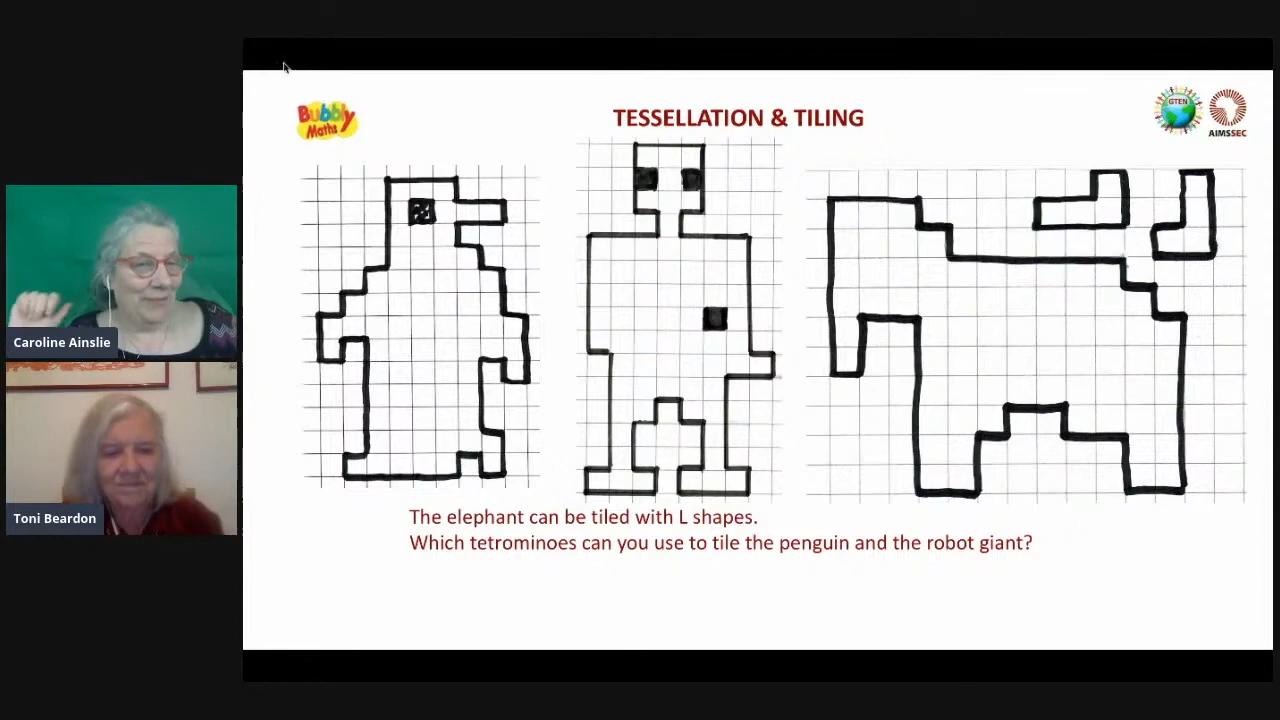 Bubbly
Maths
TESSELLATION & TILING
GTEN
AIMSSEC
Caroline Ainslie
Toni Beardon
The elephant can be tiled with L shapes.
Which tetrominoes can you use to tile the penguin and the robot giant?